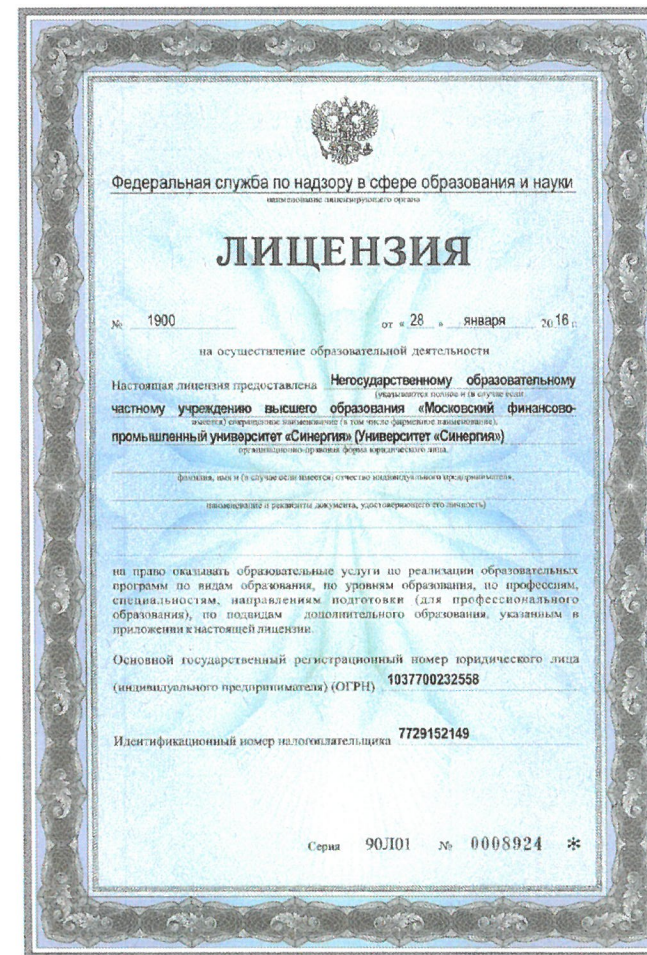 Федеральная служба по надзору в сфере образования и науки
наименование лицензирующего органа
ЛИЦЕНЗИЯ
№ 1900 от « 28 » января 20 16 г.
на осуществление образовательной деятельности
Настоящая лицензия предоставлена Негосударственному образовательному
(указываются полное и (в случае если
частному учреждению высшего образования «Московский финансово-
имеется) сокращенное наименование (в том числе фирменное наименование),
промышленный университет «Синергия» (Университет «Синергия»)
организационно-правовая форма юридического лица,
фамилия, имя и (в случае если имеется) отчество индивидуального предпринимателя,
наименование и реквизиты документа, удостоверяющего его личность)
на право оказывать образовательные услуги по реализации образовательных
программ по видам образования, по уровням образования, по профессиям,
специальностям, направлениям подготовки (для профессионального
образования), по подвидам дополнительного образования, указанным в
приложении к настоящей лицензии.
Основной государственный регистрационный номер юридического лица
(индивидуального предпринимателя) (ОГРН) 1037700232558
Идентификационный номер налогоплательщика 7729152149
Серия 90Л01 № 0008924 *